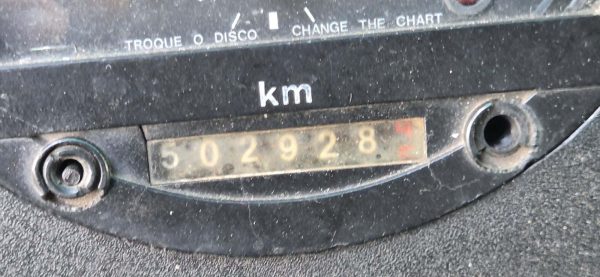 TROQUE O DISCO CHANGE THE CHART
km
502928